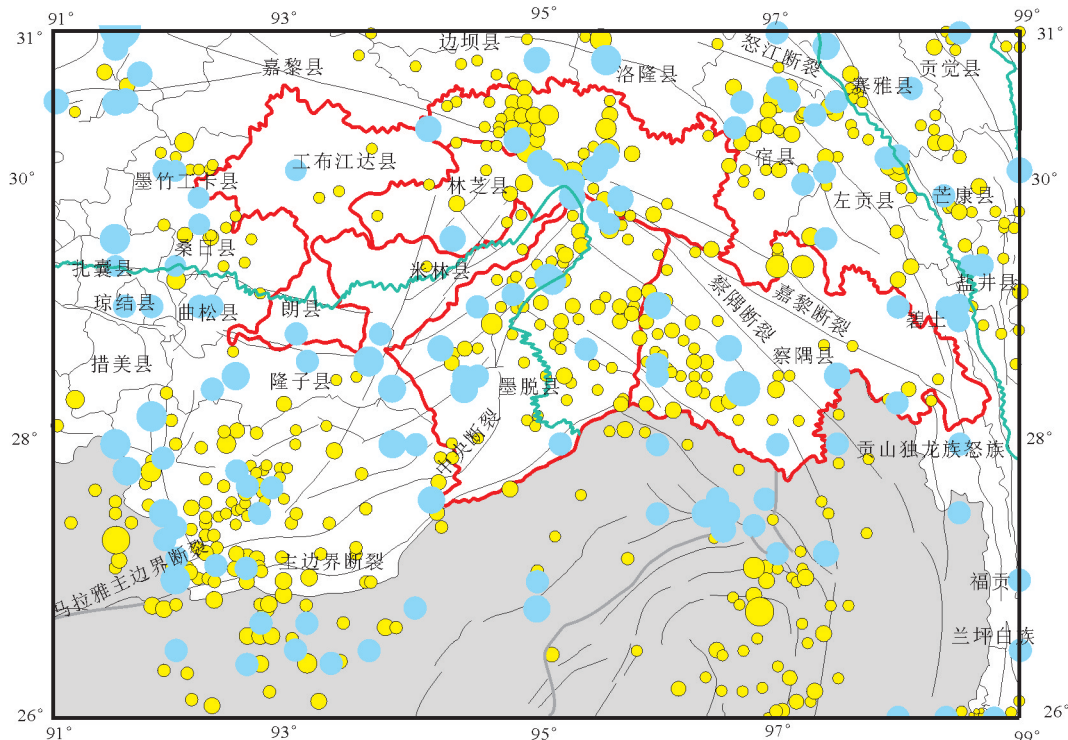 91°
93°
95°
97°
99°
31°
31°
边坝县
怒江断裂
贡觉县
嘉黎县
洛隆县
赛雅县
工布江达县
宿县
30°
30°
墨竹工卡县
林芝县
左贡县
芒康县
桑日县
扎囊县
米林县
盐井县
琼结县
曲松县
朗县
察隅断裂
嘉黎断裂
碧土
措美县
隆子县
墨脱县
察隅县
28°
28°
中央断裂
贡山独龙族怒族
马拉雅主边界断裂
主边界断裂
福贡
兰坪白族
26°
26°
91°
93°
95°
97°
99°